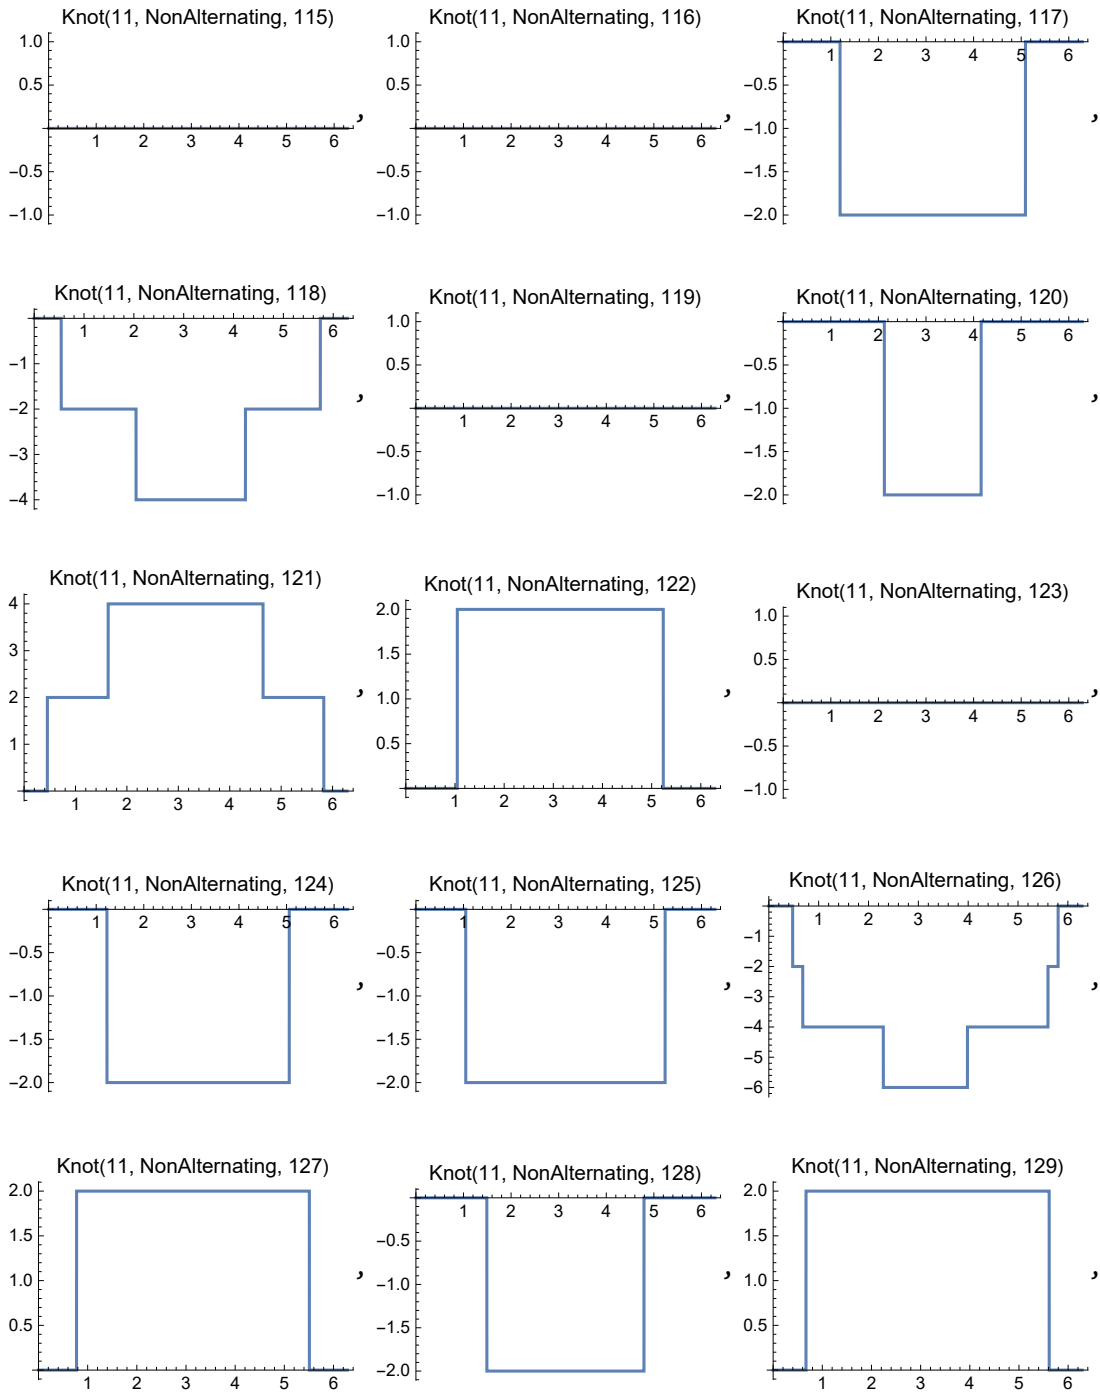 Knot(11, NonAlternating, 115)
1.0
0.5
1 2 3 4 5 6
−0.5
−1.0
,
Knot(11, NonAlternating, 116)
1.0
0.5
1 2 3 4 5 6
−0.5
−1.0
,
Knot(11, NonAlternating, 117)
1 2 3 4 5 6
−0.5
−1.0
−1.5
−2.0
,
Knot(11, NonAlternating, 118)
1 2 3 4 5 6
−1
−2
−3
−4
,
Knot(11, NonAlternating, 119)
1.0
0.5
1 2 3 4 5 6
−0.5
−1.0
,
Knot(11, NonAlternating, 120)
1 2 3 4 5 6
−0.5
−1.0
−1.5
−2.0
,
Knot(11, NonAlternating, 121)
4
3
2
1
1 2 3 4 5 6
,
Knot(11, NonAlternating, 122)
2.0
1.5
1.0
0.5
1 2 3 4 5 6
,
Knot(11, NonAlternating, 123)
1.0
0.5
1 2 3 4 5 6
−0.5
−1.0
,
Knot(11, NonAlternating, 124)
1 2 3 4 5 6
−0.5
−1.0
−1.5
−2.0
,
Knot(11, NonAlternating, 125)
1 2 3 4 5 6
−0.5
−1.0
−1.5
−2.0
,
Knot(11, NonAlternating, 126)
1 2 3 4 5 6
−1
−2
−3
−4
−5
−6
,
Knot(11, NonAlternating, 127)
2.0
1.5
1.0
0.5
1 2 3 4 5 6
,
Knot(11, NonAlternating, 128)
1 2 3 4 5 6
−0.5
−1.0
−1.5
−2.0
,
Knot(11, NonAlternating, 129)
2.0
1.5
1.0
0.5
1 2 3 4 5 6
,